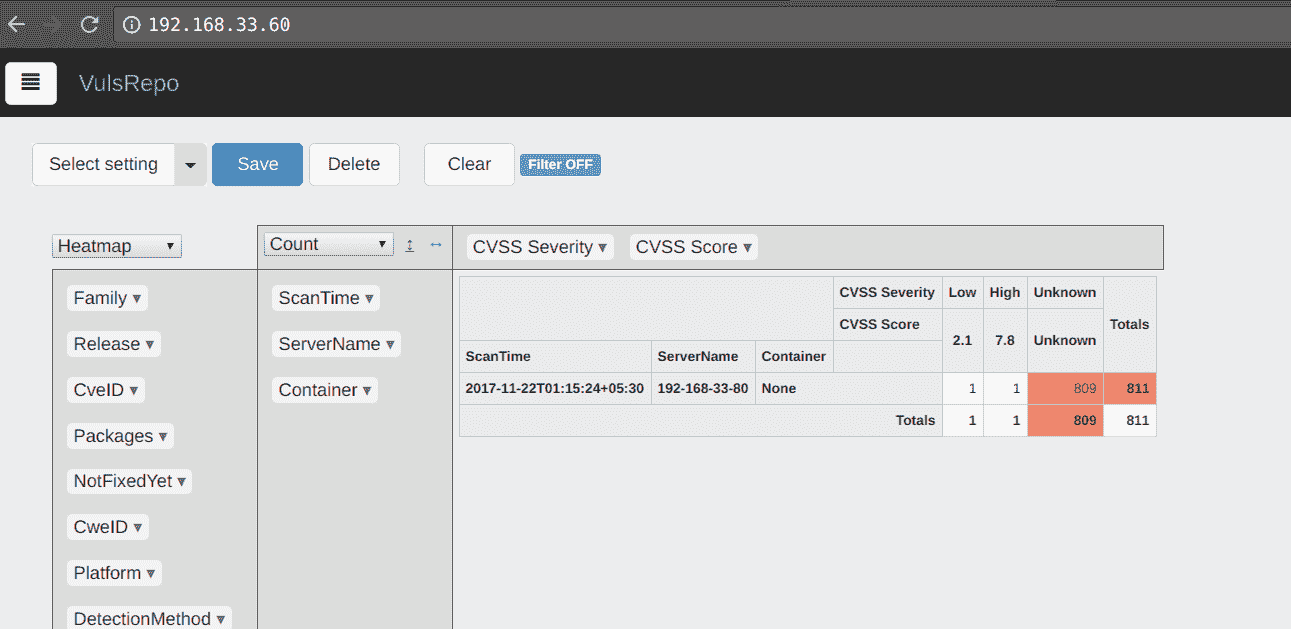 192.168.33.60
VulsRepo
Select setting Save Delete Clear Filter OFF
Heatmap Count CVSS Severity CVSS Score
Family
Release
CveID
Packages
NotFixedYet
CweID
Platform
DetectionMethod
ScanTime
ServerName
Container
CVSS Severity Low High Unknown Totals
CVSS Score 2.1 7.8 Unknown
ScanTime ServerName Container
2017-11-22T01:15:24+05:30 192-168-33-80 None 1 1 809 811
Totals 1 1 809 811